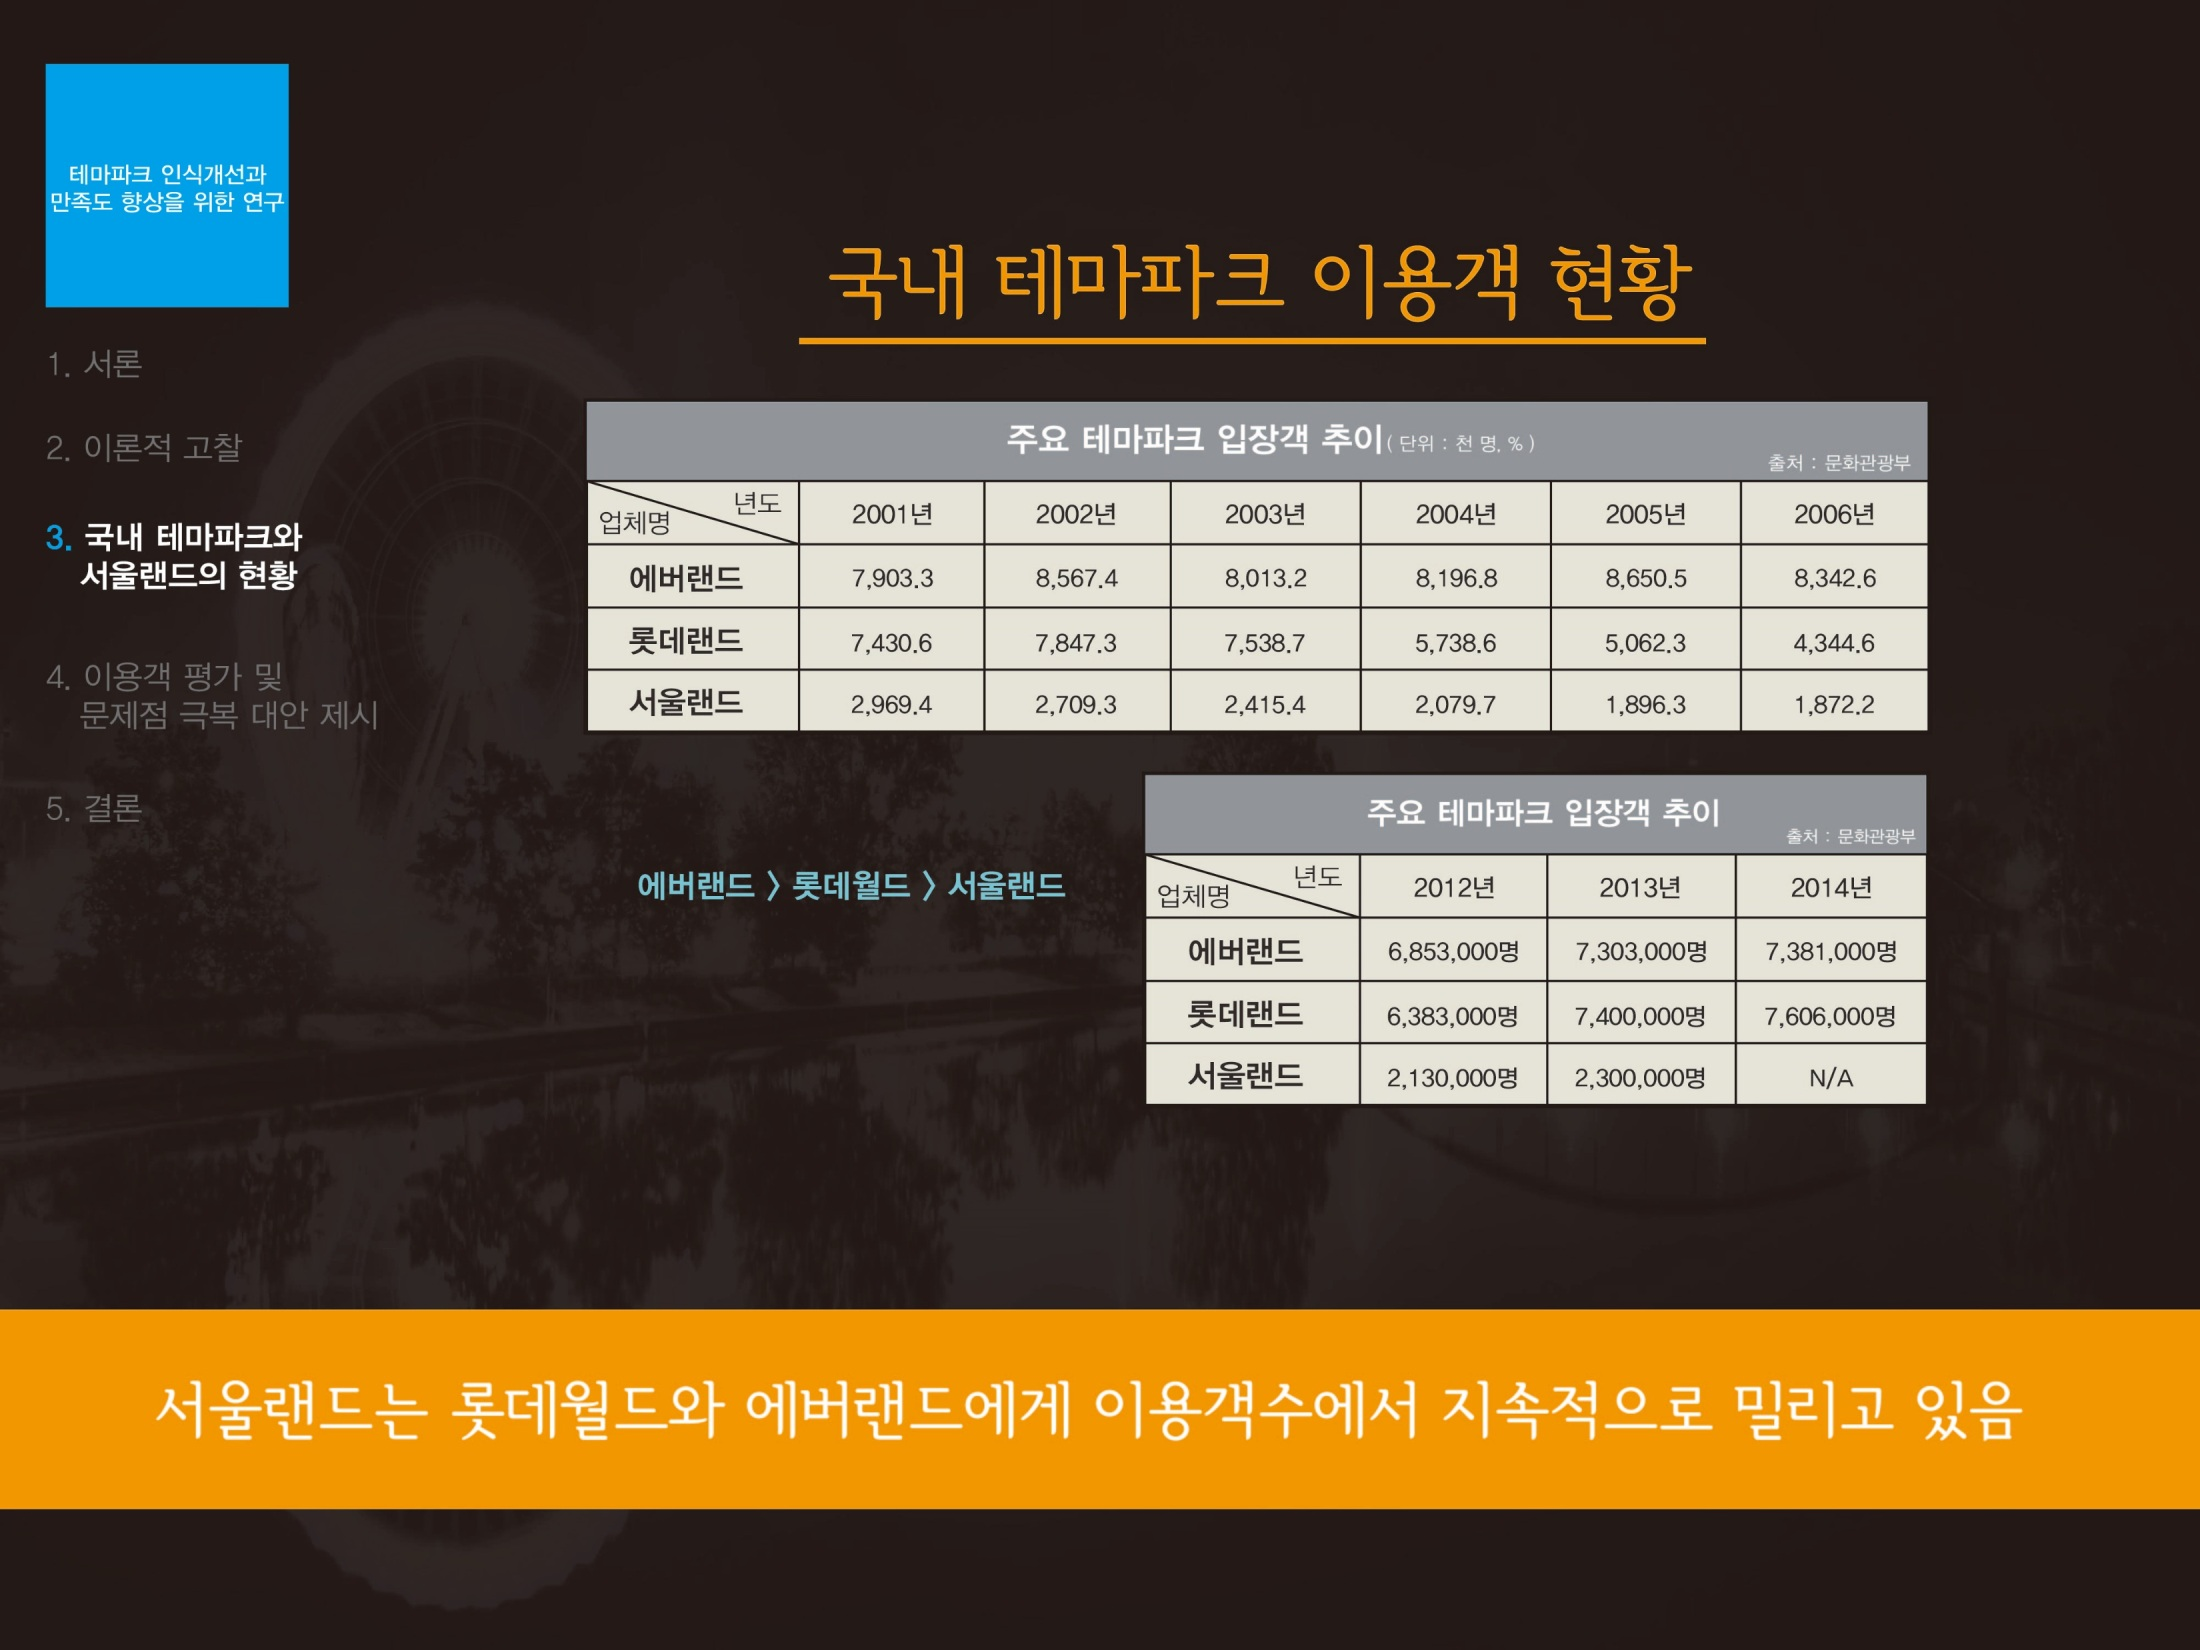 테마파크 인식개선과
만족도 향상을 위한 연구
1. 서론
2. 이론적 고찰
3. 국내 테마파크와
서울랜드의 현황
4. 이용객 평가 및
문제점 극복 대안 제시
5. 결론
국내 테마파크 이용객 현황
주요 테마파크 입장객 추이( 단위 : 천 명, % )
출처 : 문화관광부
업체명 년도 2001년 2002년 2003년 2004년 2005년 2006년
에버랜드 7,903.3 8,567.4 8,013.2 8,196.8 8,650.5 8,342.6
롯데랜드 7,430.6 7,847.3 7,538.7 5,738.6 5,062.3 4,344.6
서울랜드 2,969.4 2,709.3 2,415.4 2,079.7 1,896.3 1,872.2
에버랜드 〉 롯데월드 〉 서울랜드
주요 테마파크 입장객 추이
출처 : 문화관광부
업체명 년도 2012년 2013년 2014년
에버랜드 6,853,000명 7,303,000명 7,381,000명
롯데랜드 6,383,000명 7,400,000명 7,606,000명
서울랜드 2,130,000명 2,300,000명 N/A
서울랜드는 롯데월드와 에버랜드에게 이용객수에서 지속적으로 밀리고 있음